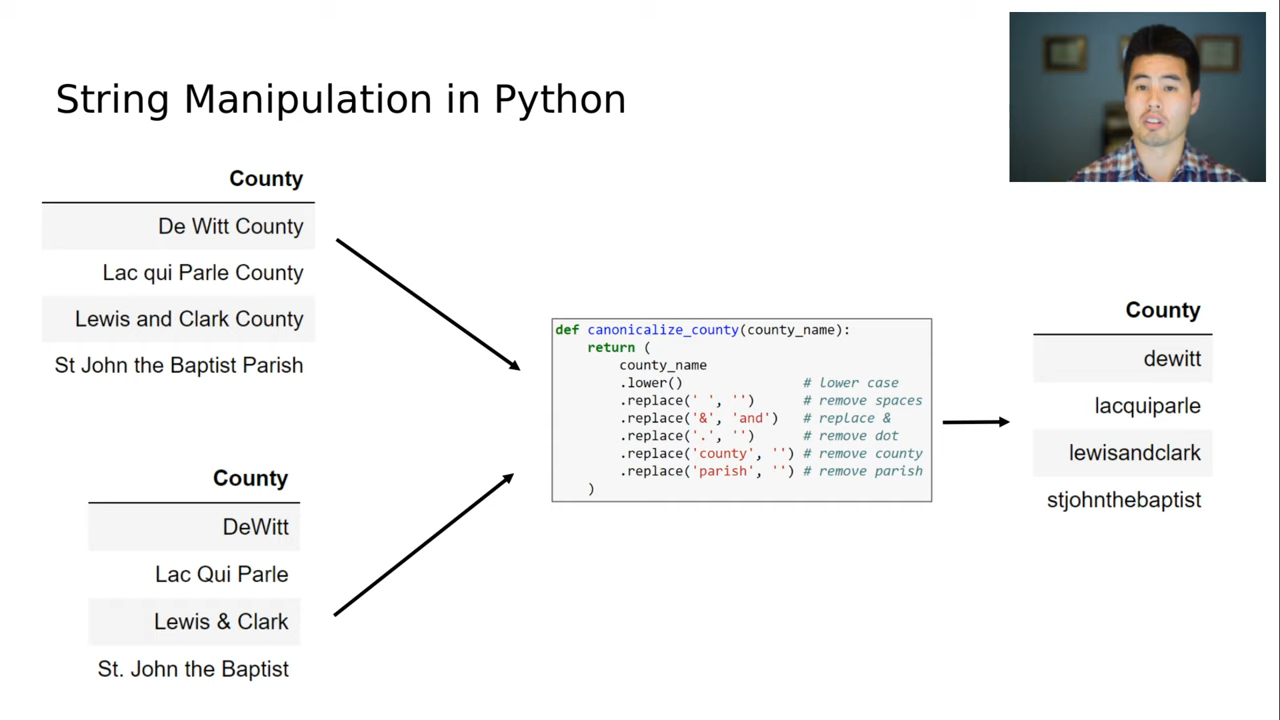 String Manipulation in Python
County
De Witt County
Lac qui Parle County
Lewis and Clark County
St John the Baptist Parish
County
DeWitt
Lac Qui Parle
Lewis & Clark
St. John the Baptist
def canonicalize_county(county_name):
    return (
        county_name
        .lower()               # lower case
        .replace(' ', '')      # remove spaces
        .replace('&', 'and')   # replace &
        .replace('.', '')      # remove dot
        .replace('county', '') # remove county
        .replace('parish', '') # remove parish
    )
County
dewitt
lacquiparle
lewisandclark
stjohnthebaptist